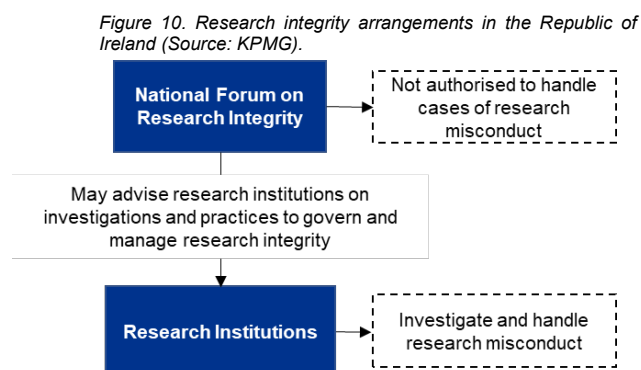 Figure 10. Research integrity arrangements in the Republic of
Ireland (Source: KPMG).
National Forum on
Research Integrity
Not authorised to handle
cases of research
misconduct
May advise research institutions on
investigations and practices to govern and
manage research integrity
Research Institutions
Investigate and handle
research misconduct